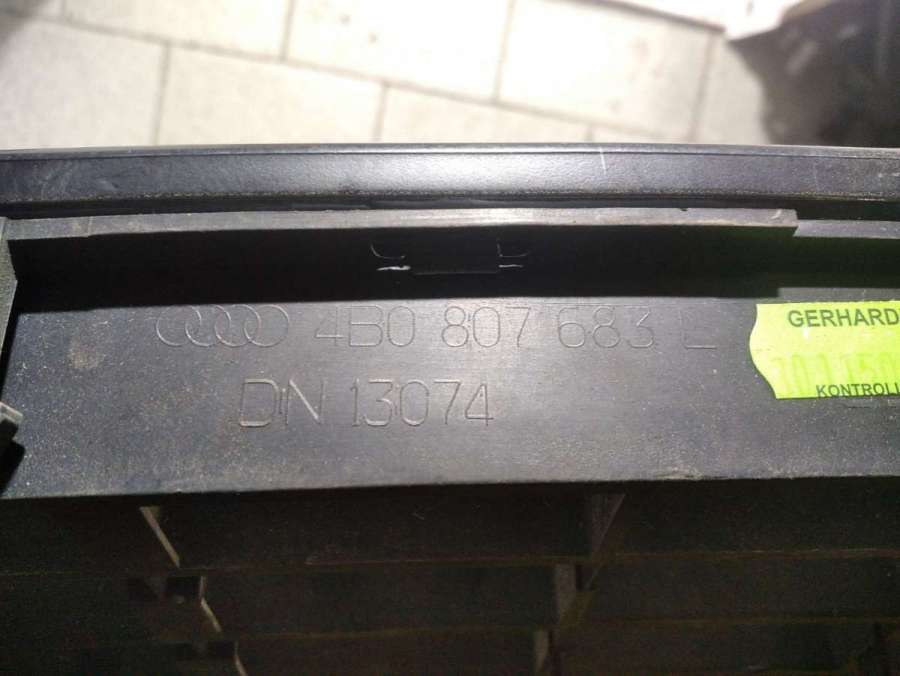 4B0 807 683 L
DN 13074
GERHARD
KONTROLL